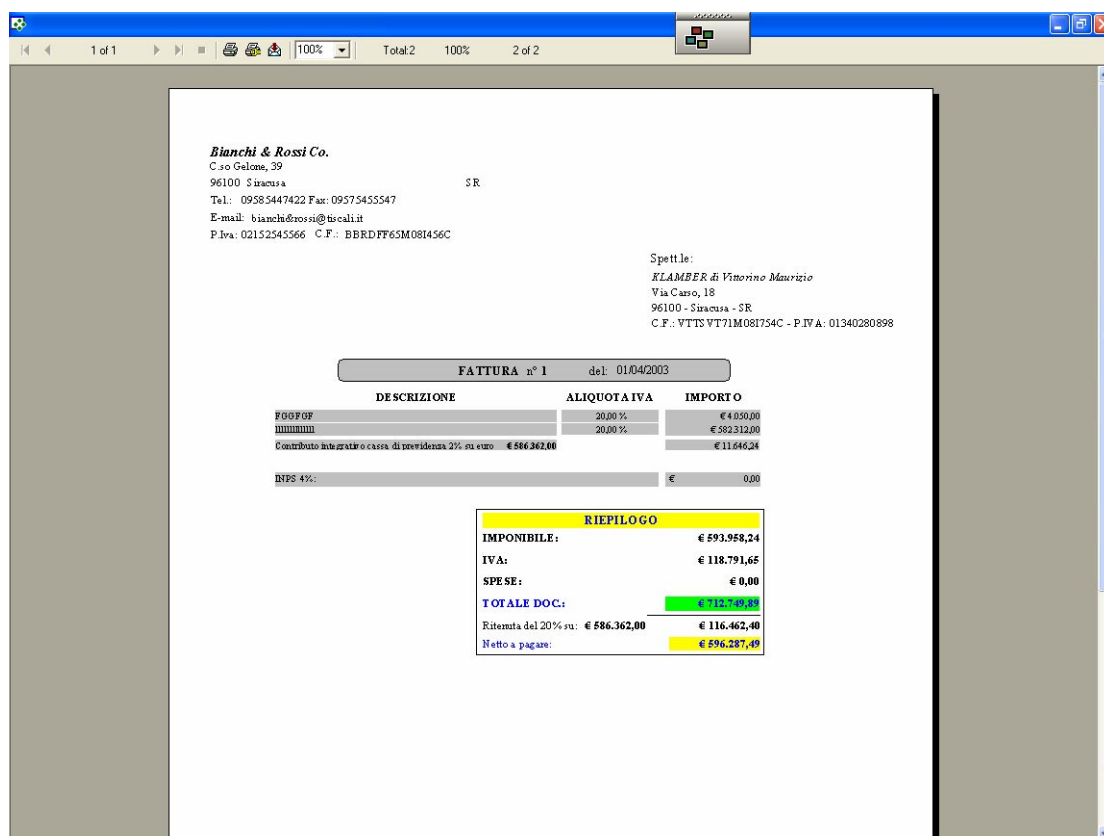 1 of 1 100% Total:2 100% 2 of 2
Bianchi & Rossi Co.
C.so Gelone, 39
96100 Siracusa SR
Tel.: 09585447422 Fax: 09575455547
E-mail: bianchi&rossi@tiscali.it
P.Iva: 02152545566 C.F.: BBRDFF65M08I456C
Spett.le:
KLAMBER di Vittorino Maurizio
Via Carso, 18
96100 - Siracusa - SR
C.F.: VTTSVT71M08I754C - P.IVA: 01340280898
FATTURA n° 1 del: 01/04/2003
DESCRIZIONE ALIQUOTA IVA IMPORTO
FGGFGF 20,00 % € 4.050,00
20,00 % € 582.312,00
Contributo integrativo cassa di previdenza 2% su euro € 586.362,00 € 11.646,24
INPS 4%: € 0,00
RIEPILOGO
IMPONIBILE: € 593.958,24
IVA: € 118.791,65
SPESE: € 0,00
TOTALE DOC.: € 712.749,89
Ritenuta del 20% su: € 586.362,00 € 116.462,40
Netto a pagare: € 596.287,49